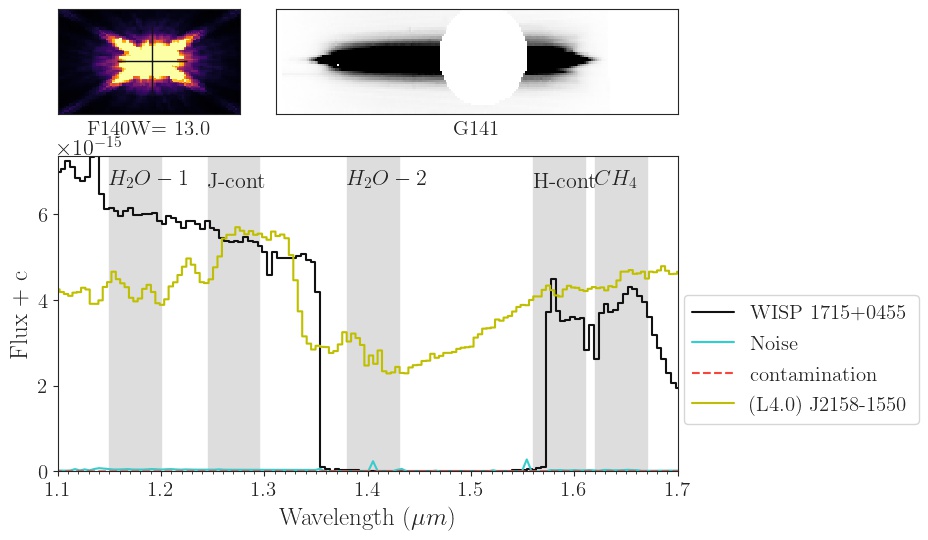 F140W= 13.0
G141
×10⁻¹⁵
H₂O − 1
J-cont
H₂O − 2
H-cont
CH₄
6
4
2
0
Flux + c
1.1 1.2 1.3 1.4 1.5 1.6 1.7
Wavelength (μm)
WISP 1715+0455
Noise
contamination
(L4.0) J2158-1550